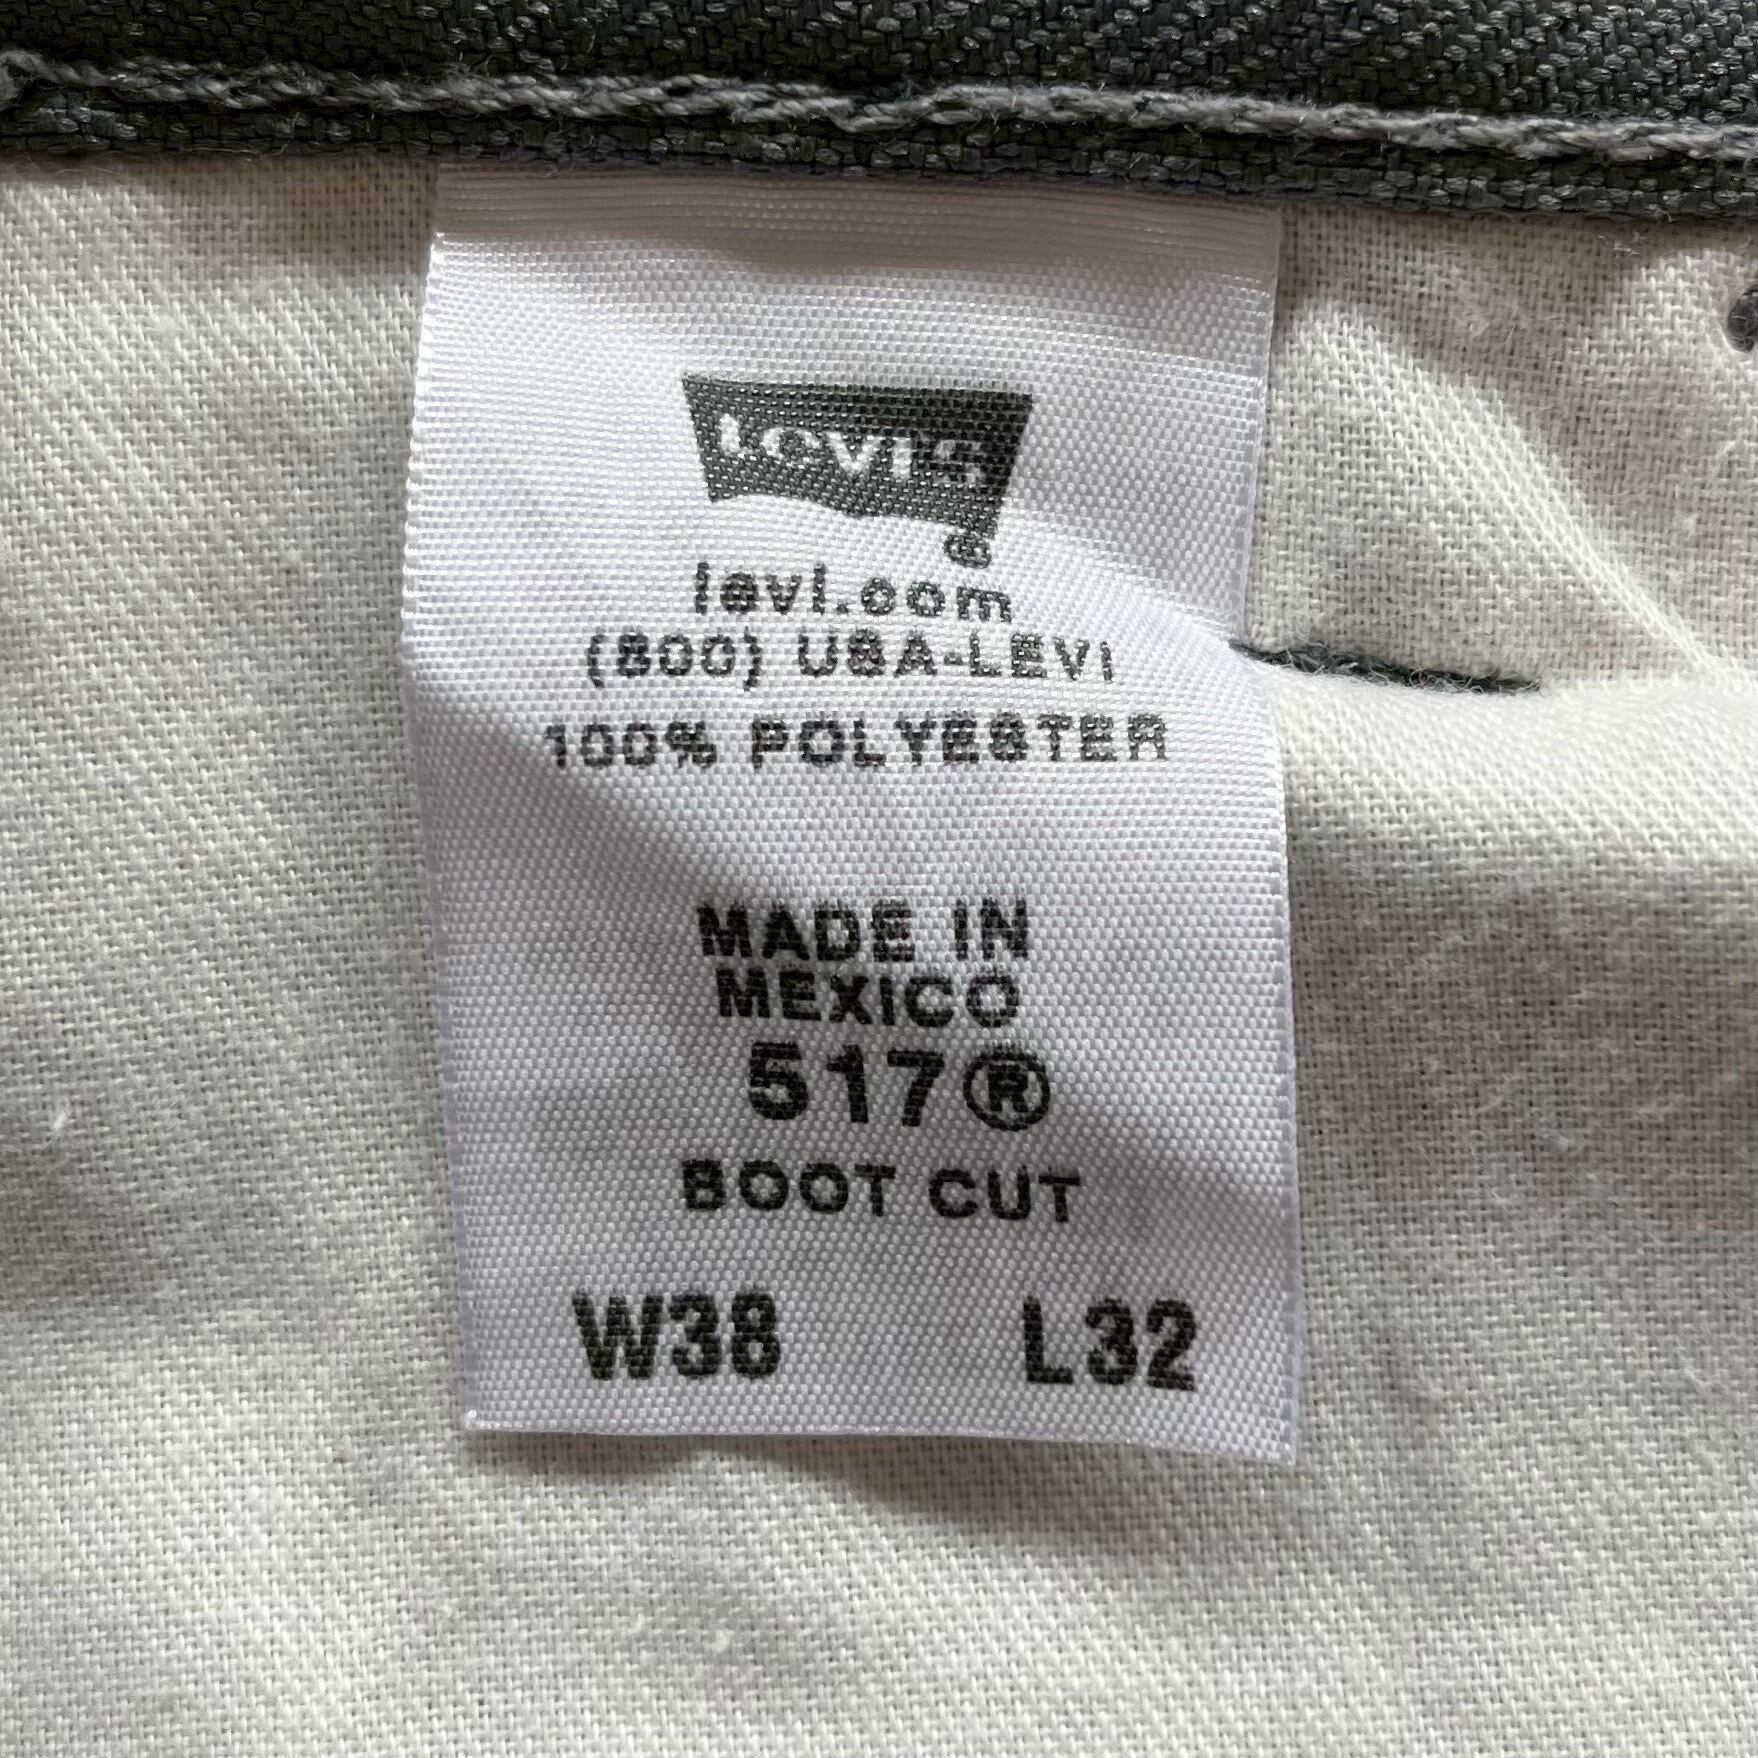 Levi's
®
levi.com
(800) USA-LEVI
100% POLYESTER
MADE IN
MEXICO
517®
BOOT CUT
W38 L32